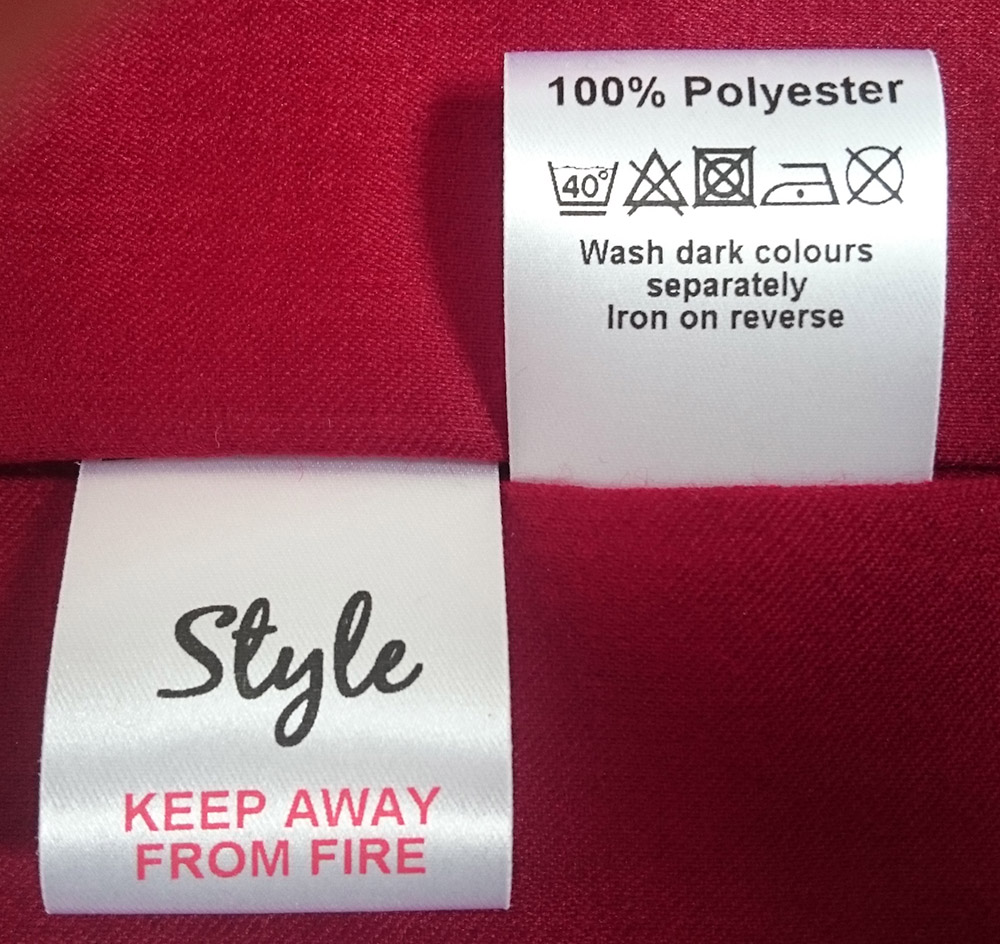 100% Polyester
40°
Wash dark colours
separately
Iron on reverse
Style
KEEP AWAY
FROM FIRE